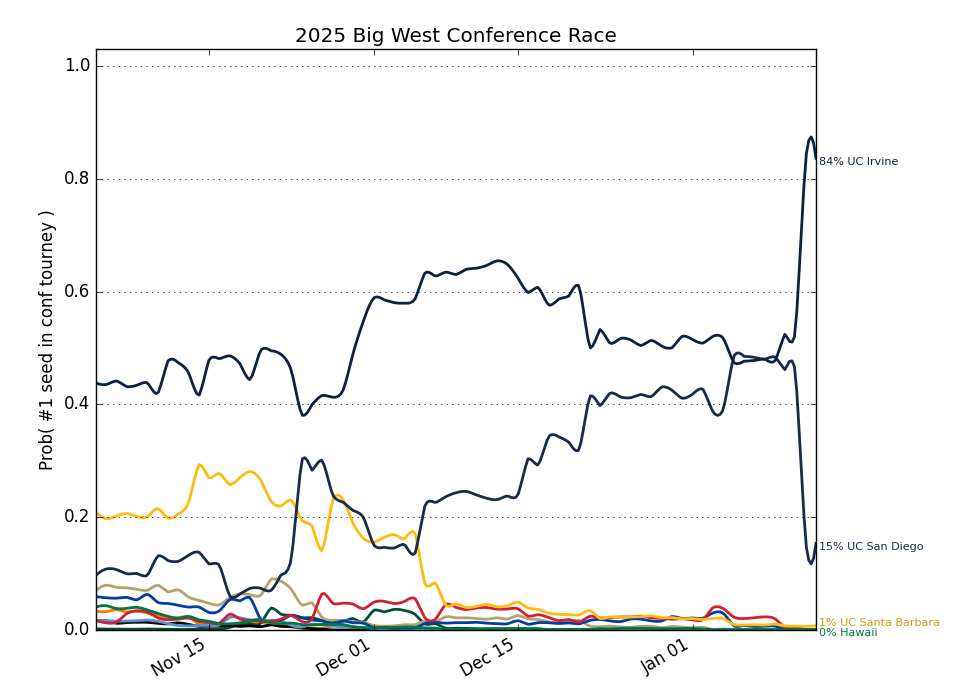 2025 Big West Conference Race
Prob( #1 seed in conf tourney )
1.0
0.8
0.6
0.4
0.2
0.0
Nov 15
Dec 01
Dec 15
Jan 01
84% UC Irvine
15% UC San Diego
1% UC Santa Barbara
0% Hawaii